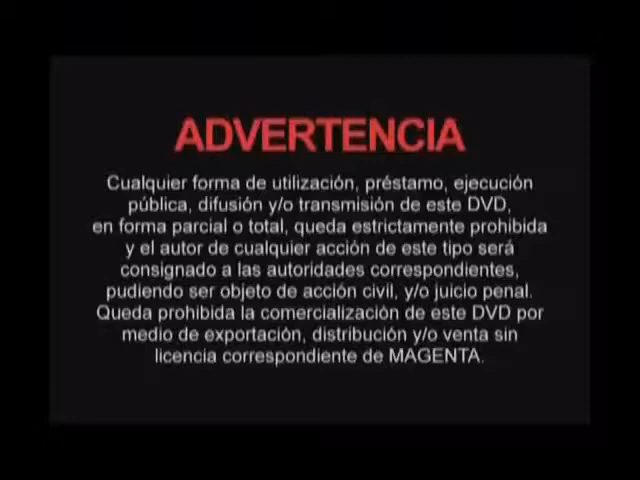 ADVERTENCIA
Cualquier forma de utilización, préstamo, ejecución
pública, difusión y/o transmisión de este DVD,
en forma parcial o total, queda estrictamente prohibida
y el autor de cualquier acción de este tipo será
consignado a las autoridades correspondientes,
pudiendo ser objeto de acción civil, y/o juicio penal.
Queda prohibida la comercialización de este DVD por
medio de exportación, distribución y/o venta sin
licencia correspondiente de MAGENTA.